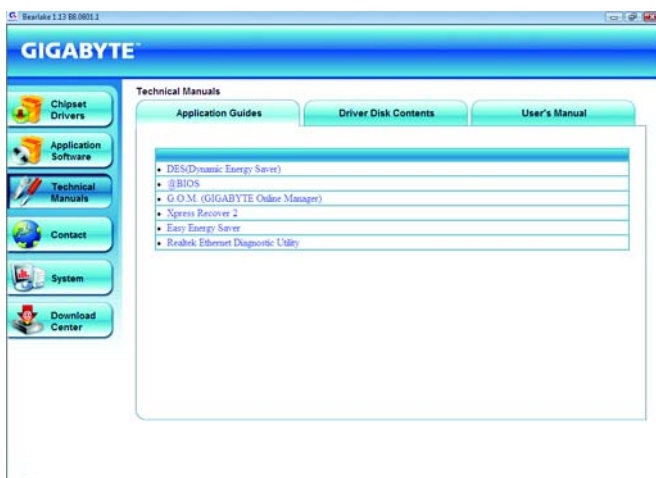 Bearlake 1.13 B8.0801.1
GIGABYTE™
Chipset
Drivers
Application
Software
Technical
Manuals
Contact
System
Download
Center
Technical Manuals
Application Guides
Driver Disk Contents
User's Manual
• DES(Dynamic Energy Saver)
• @BIOS
• G.O.M. (GIGABYTE Online Manager)
• Xpress Recover 2
• Easy Energy Saver
• Realtek Ethernet Diagnostic Utility